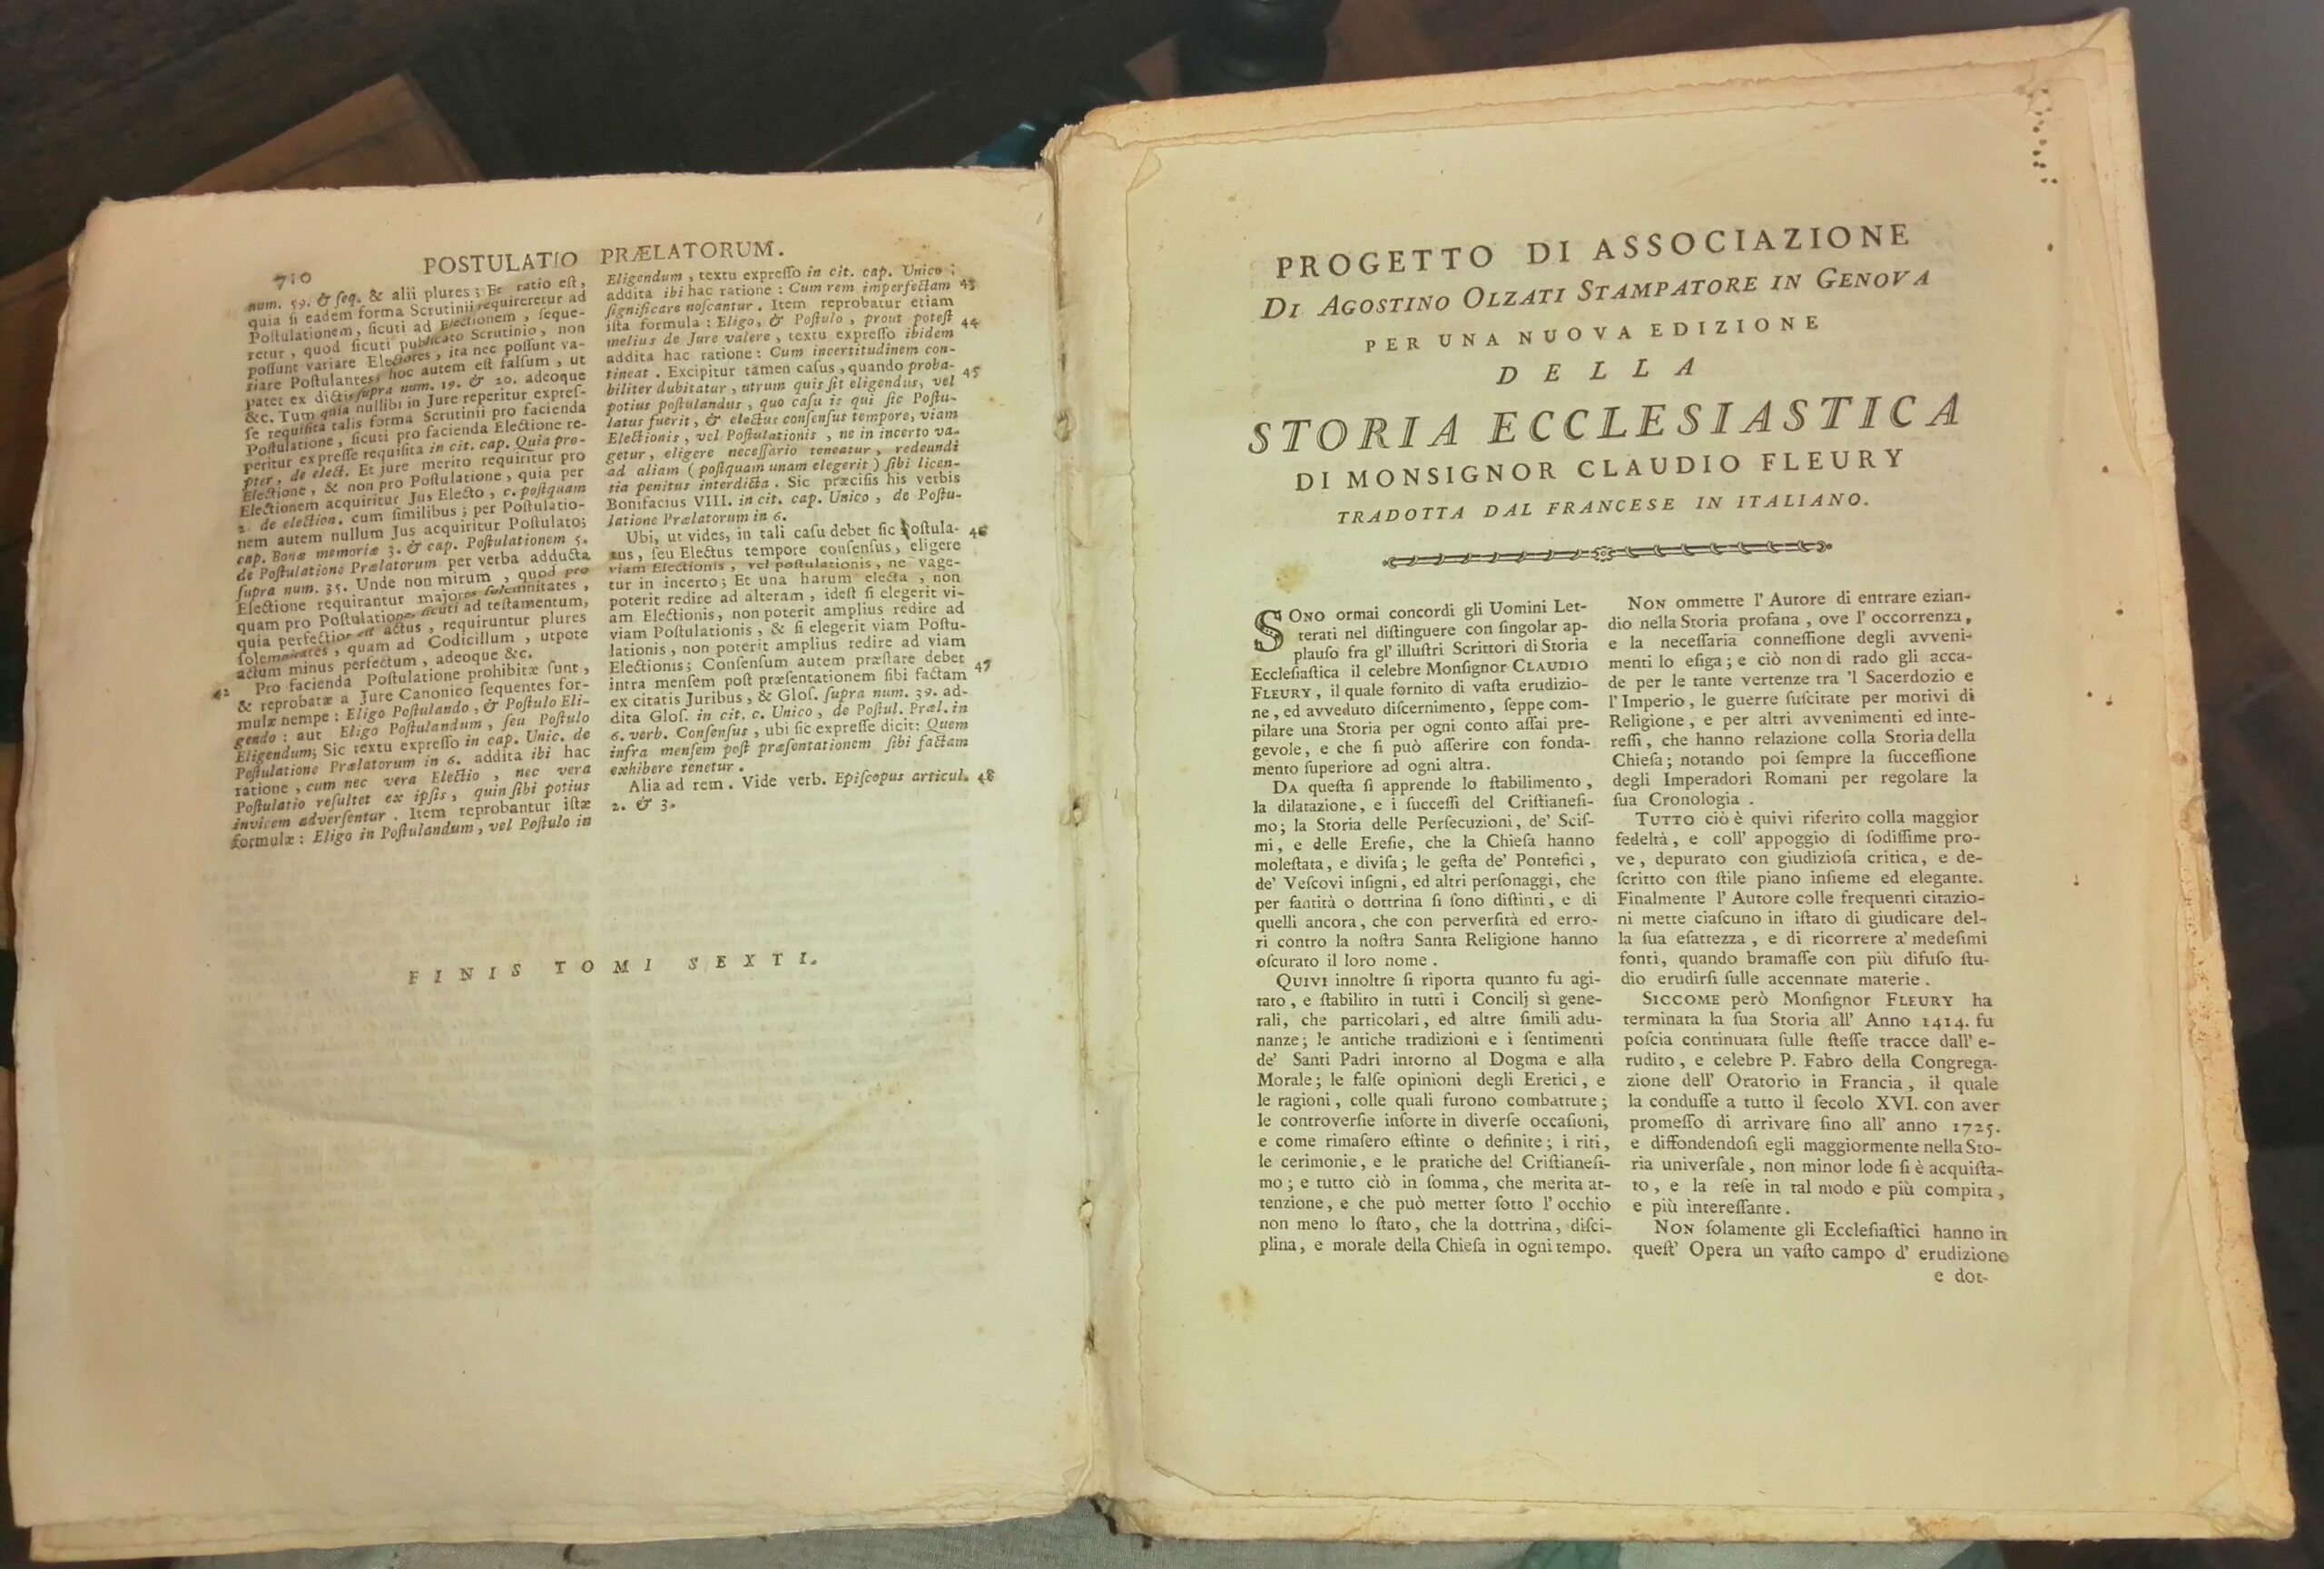 710
POSTULATIO PRÆLATORUM.
num. 59. & ſeq. & alii plures; Et ratio eſt,
quia ſi eadem forma Scrutinii requireretur ad
Poſtulationem, ſicuti ad Electionem, ſeque-
retur, quod ſicuti publicato Scrutinio, non
poſſunt variare Electores, ita nec poſſunt va-
riare Poſtulantes; hoc autem eſt falſum, ut
patet ex dictis ſupra num. 19. & 20. adeoque
&c. Tum quia nullibi in Jure reperitur expreſ-
ſe requiſita talis forma Scrutinii pro facienda
Poſtulatione, ſicuti pro facienda Electione re-
peritur expreſſe requiſita in cit. cap. Quia pro-
pter, de elect. Et jure merito requiritur pro
Electione, & non pro Poſtulatione, quia per
Electionem acquiritur Jus Electo, c. poſtquam
2. de election. cum ſimilibus; per Poſtulatio-
nem autem nullum Jus acquiritur Poſtulato;
cap. Bonæ memoriæ 3. & cap. Poſtulationem 5.
de Poſtulatione Prælatorum per verba adducta
ſupra num. 35. Unde non mirum, quod pro
Electione requirantur majores ſolemnitates,
quam pro Poſtulatione, ſicuti ad teſtamentum,
quia perfectior eſt actus, requiruntur plures
ſolemnitates, quam ad Codicillum, utpote
actum minus perfectum, adeoque &c.
42 Pro facienda Poſtulatione prohibitæ ſunt,
& reprobatæ a Jure Canonico ſequentes for-
mulæ nempe: Eligo Poſtulando, & Poſtulo Eli-
gendo: aut Eligo Poſtulandum, ſeu Poſtulo
Eligendum; Sic textu expreſſo in cap. Unic. de
Poſtulatione Prælatorum in 6. addita ibi hac
ratione, cum nec vera Electio, nec vera
Poſtulatio reſultet ex ipſis, quin ſibi potius
invicem adverſentur. Item reprobantur iſtæ
formulæ: Eligo in Poſtulandum, vel Poſtulo in
Eligendum, textu expreſſo in cit. cap. Unico;
addita ibi hac ratione: Cum rem imperfectam 43
ſignificare noſcantur. Item reprobatur etiam
iſta formula: Eligo, & Poſtulo, prout poteſt 44
melius de Jure valere, textu expreſſo ibidem
addita hac ratione: Cum incertitudinem con-
tineat. Excipitur tamen caſus, quando proba- 45
biliter dubitatur, utrum quis ſit eligendus, vel
potius poſtulandus, quo caſu is qui ſic Poſtu-
latus fuerit, & electus conſenſus tempore, viam
Electionis, vel Poſtulationis, ne in incerto va-
getur, eligere neceſſario teneatur, redeundi
ad aliam (poſtquam unam elegerit) ſibi licen-
tia penitus interdicta. Sic præciſis his verbis
Bonifacius VIII. in cit. cap. Unico, de Poſtu-
latione Prælatorum in 6.
Ubi, ut vides, in tali caſu debet ſic Poſtula- 46
tus, ſeu Electus tempore conſenſus, eligere
viam Electionis, vel poſtulationis, ne vage-
tur in incerto; Et una harum electa, non
poterit redire ad alteram, ideſt ſi elegerit vi-
am Electionis, non poterit amplius redire ad
viam Poſtulationis, & ſi elegerit viam Poſtu-
lationis, non poterit amplius redire ad viam
Electionis; Conſenſum autem præſtare debet 47
intra menſem poſt præſentationem ſibi factam
ex citatis Juribus, & Gloſ. ſupra num. 39. ad-
dita Gloſ. in cit. c. Unico, de Poſtul. Præl. in
6. verb. Conſenſus, ubi ſic expreſſe dicit: Quem
infra menſem poſt præſentationem ſibi factam
exhibere tenetur.
Alia ad rem. Vide verb. Epiſcopus articul. 48
2. & 3.
FINIS TOMI SEXTI.
PROGETTO DI ASSOCIAZIONE
DI AGOSTINO OLZATI STAMPATORE IN GENOVA
PER UNA NUOVA EDIZIONE
DELLA
STORIA ECCLESIASTICA
DI MONSIGNOR CLAUDIO FLEURY
TRADOTTA DAL FRANCESE IN ITALIANO.
SONO ormai concordi gli Uomini Let-
terati nel diſtinguere con ſingolar ap-
plauſo fra gl' illuſtri Scrittori di Storia
Eccleſiaſtica il celebre Monſignor CLAUDIO
FLEURY, il quale fornito di vaſta erudizio-
ne, ed avveduto diſcernimento, ſeppe com-
pilare una Storia per ogni conto aſſai pre-
gevole, e che ſi può aſſerire con fonda-
mento ſuperiore ad ogni altra.
DA queſta ſi apprende lo ſtabilimento,
la dilatazione, e i ſucceſſi del Criſtianeſi-
mo; la Storia delle Perſecuzioni, de' Sciſ-
mi, e delle Ereſie, che la Chieſa hanno
moleſtata, e diviſa; le geſta de' Pontefici,
de' Veſcovi inſigni, ed altri perſonaggi, che
per ſantità o dottrina ſi ſono diſtinti, e di
quelli ancora, che con perverſità ed erro-
ri contro la noſtra Santa Religione hanno
oſcurato il loro nome.
QUIVI innoltre ſi riporta quanto fu agi-
tato, e ſtabilito in tutti i Concilj sì gene-
rali, che particolari, ed altre ſimili adu-
nanze; le antiche tradizioni e i ſentimenti
de' Santi Padri intorno al Dogma e alla
Morale; le falſe opinioni degli Eretici, e
le ragioni, colle quali furono combattute;
le controverſie inſorte in diverſe occaſioni,
e come rimaſero eſtinte o definite; i riti,
le cerimonie, e le pratiche del Criſtianeſi-
mo; e tutto ciò in ſomma, che merita at-
tenzione, e che può metter ſotto l' occhio
non meno lo ſtato, che la dottrina, diſci-
plina, e morale della Chieſa in ogni tempo.
NON ommette l' Autore di entrare ezian-
dio nella Storia profana, ove l' occorrenza,
e la neceſſaria conneſſione degli avveni-
menti lo eſiga; e ciò non di rado gli acca-
de per le tante vertenze tra 'l Sacerdozio e
l' Imperio, le guerre ſuſcitate per motivi di
Religione, e per altri avvenimenti ed inte-
reſſi, che hanno relazione colla Storia della
Chieſa; notando poi ſempre la ſucceſſione
degli Imperadori Romani per regolare la
ſua Cronologia.
TUTTO ciò è quivi riferito colla maggior
fedeltà, e coll' appoggio di ſodiſſime pro-
ve, depurato con giudizioſa critica, e de-
ſcritto con ſtile piano inſieme ed elegante.
Finalmente l' Autore colle frequenti citazio-
ni mette ciaſcuno in iſtato di giudicare del-
la ſua eſattezza, e di ricorrere a' medeſimi
fonti, quando bramaſſe con più difuſo ſtu-
dio erudirſi ſulle accennate materie.
SICCOME però Monſignor FLEURY ha
terminata la ſua Storia all' Anno 1414. fu
poſcia continuata ſulle ſteſſe tracce dall' e-
rudito, e celebre P. Fabro della Congrega-
zione dell' Oratorio in Francia, il quale
la conduſſe a tutto il ſecolo XVI. con aver
promeſſo di arrivare ſino all' anno 1725.
e diffondendoſi egli maggiormente nella Sto-
ria univerſale, non minor lode ſi è acquiſta-
to, e la reſe in tal modo e più compita,
e più intereſſante.
NON ſolamente gli Eccleſiaſtici hanno in
queſt' Opera un vaſto campo d' erudizione
e dot-